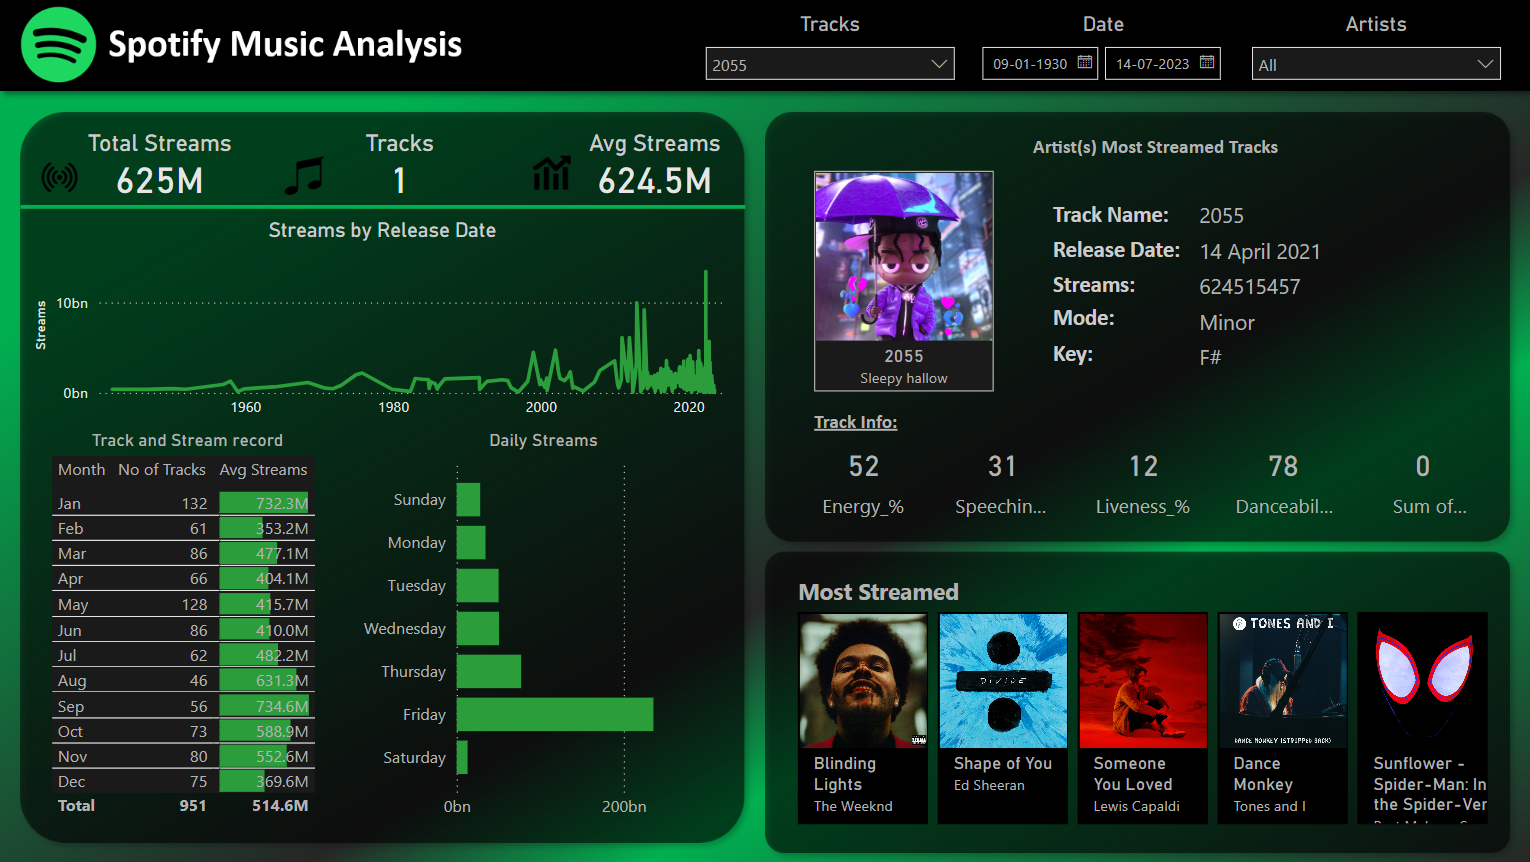 Spotify Music Analysis
Tracks
2055
Date
09-01-1930
14-07-2023
Artists
All
Total Streams
625M
Tracks
1
Avg Streams
624.5M
Streams by Release Date
Streams
10bn
0bn
1960
1980
2000
2020
Track and Stream record
Month No of Tracks Avg Streams
Jan 132 732.3M
Feb 61 353.2M
Mar 86 477.1M
Apr 66 404.1M
May 128 415.7M
Jun 86 410.0M
Jul 62 482.2M
Aug 46 631.3M
Sep 56 734.6M
Oct 73 588.9M
Nov 80 552.6M
Dec 75 369.6M
Total 951 514.6M
Daily Streams
Sunday
Monday
Tuesday
Wednesday
Thursday
Friday
Saturday
0bn
200bn
Artist(s) Most Streamed Tracks
2055
Sleepy hallow
Track Name: 2055
Release Date: 14 April 2021
Streams: 624515457
Mode: Minor
Key: F#
Track Info:
52
Energy_%
31
Speechin...
12
Liveness_%
78
Danceabil...
0
Sum of...
Most Streamed
Blinding
Lights
The Weeknd
DIVIDE
Shape of You
Ed Sheeran
Someone
You Loved
Lewis Capaldi
TONES AND I
DANCE MONKEY (STRIPPED BACK)
Dance
Monkey
Tones and I
Sunflower -
Spider-Man: In
the Spider-Ver